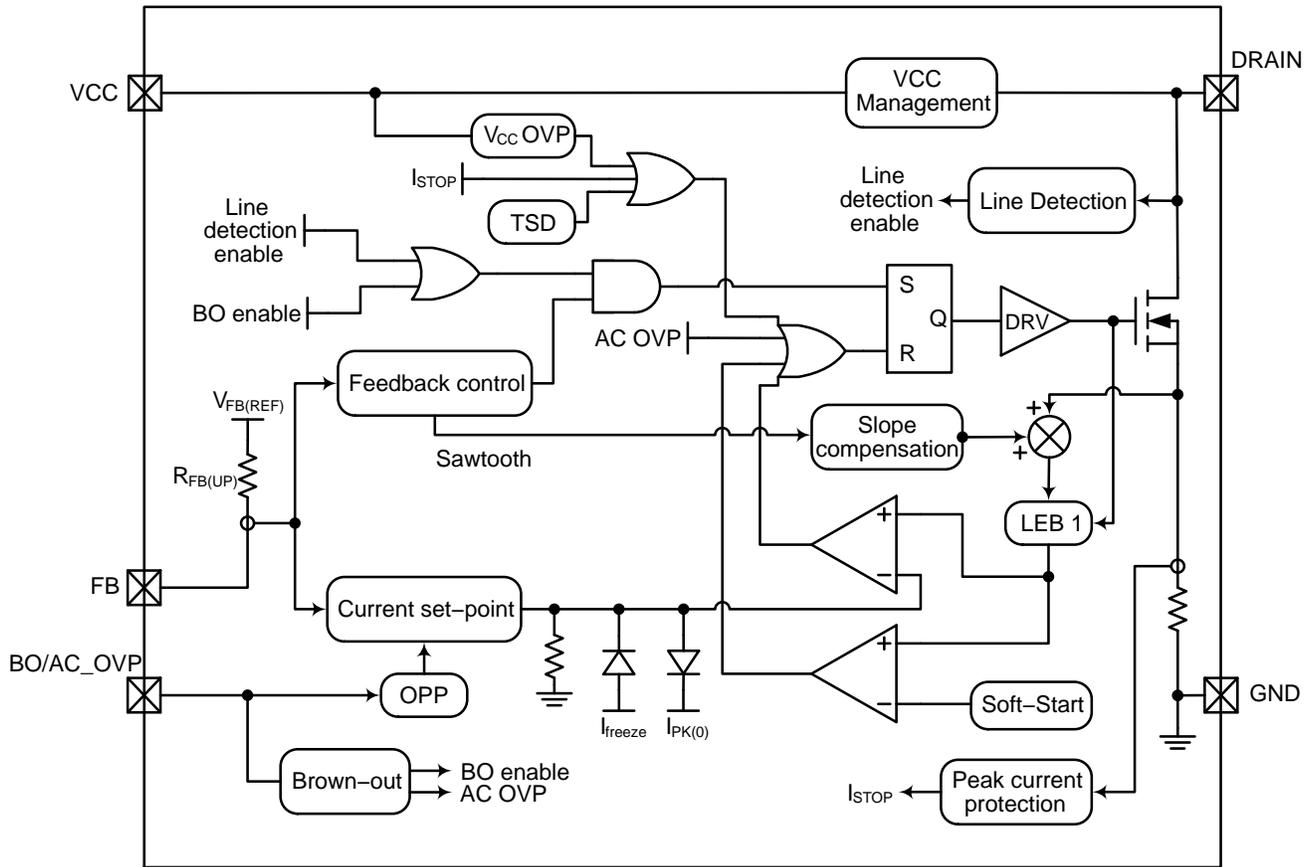 DRAIN
VCC
VCC
Management
VCC OVP
ISTOP
TSD
Line
detection
enable
Line Detection
Line
detection
enable
BO enable
AC OVP
S
Q
R
DRV
Feedback control
VFB(REF)
RFB(UP)
Sawtooth
Slope
compensation
+
+
LEB 1
+
−
FB
Current set−point
BO/AC_OVP
OPP
Ifreeze
IPK(0)
+
−
Soft−Start
GND
Brown−out
BO enable
AC OVP
ISTOP
Peak current
protection